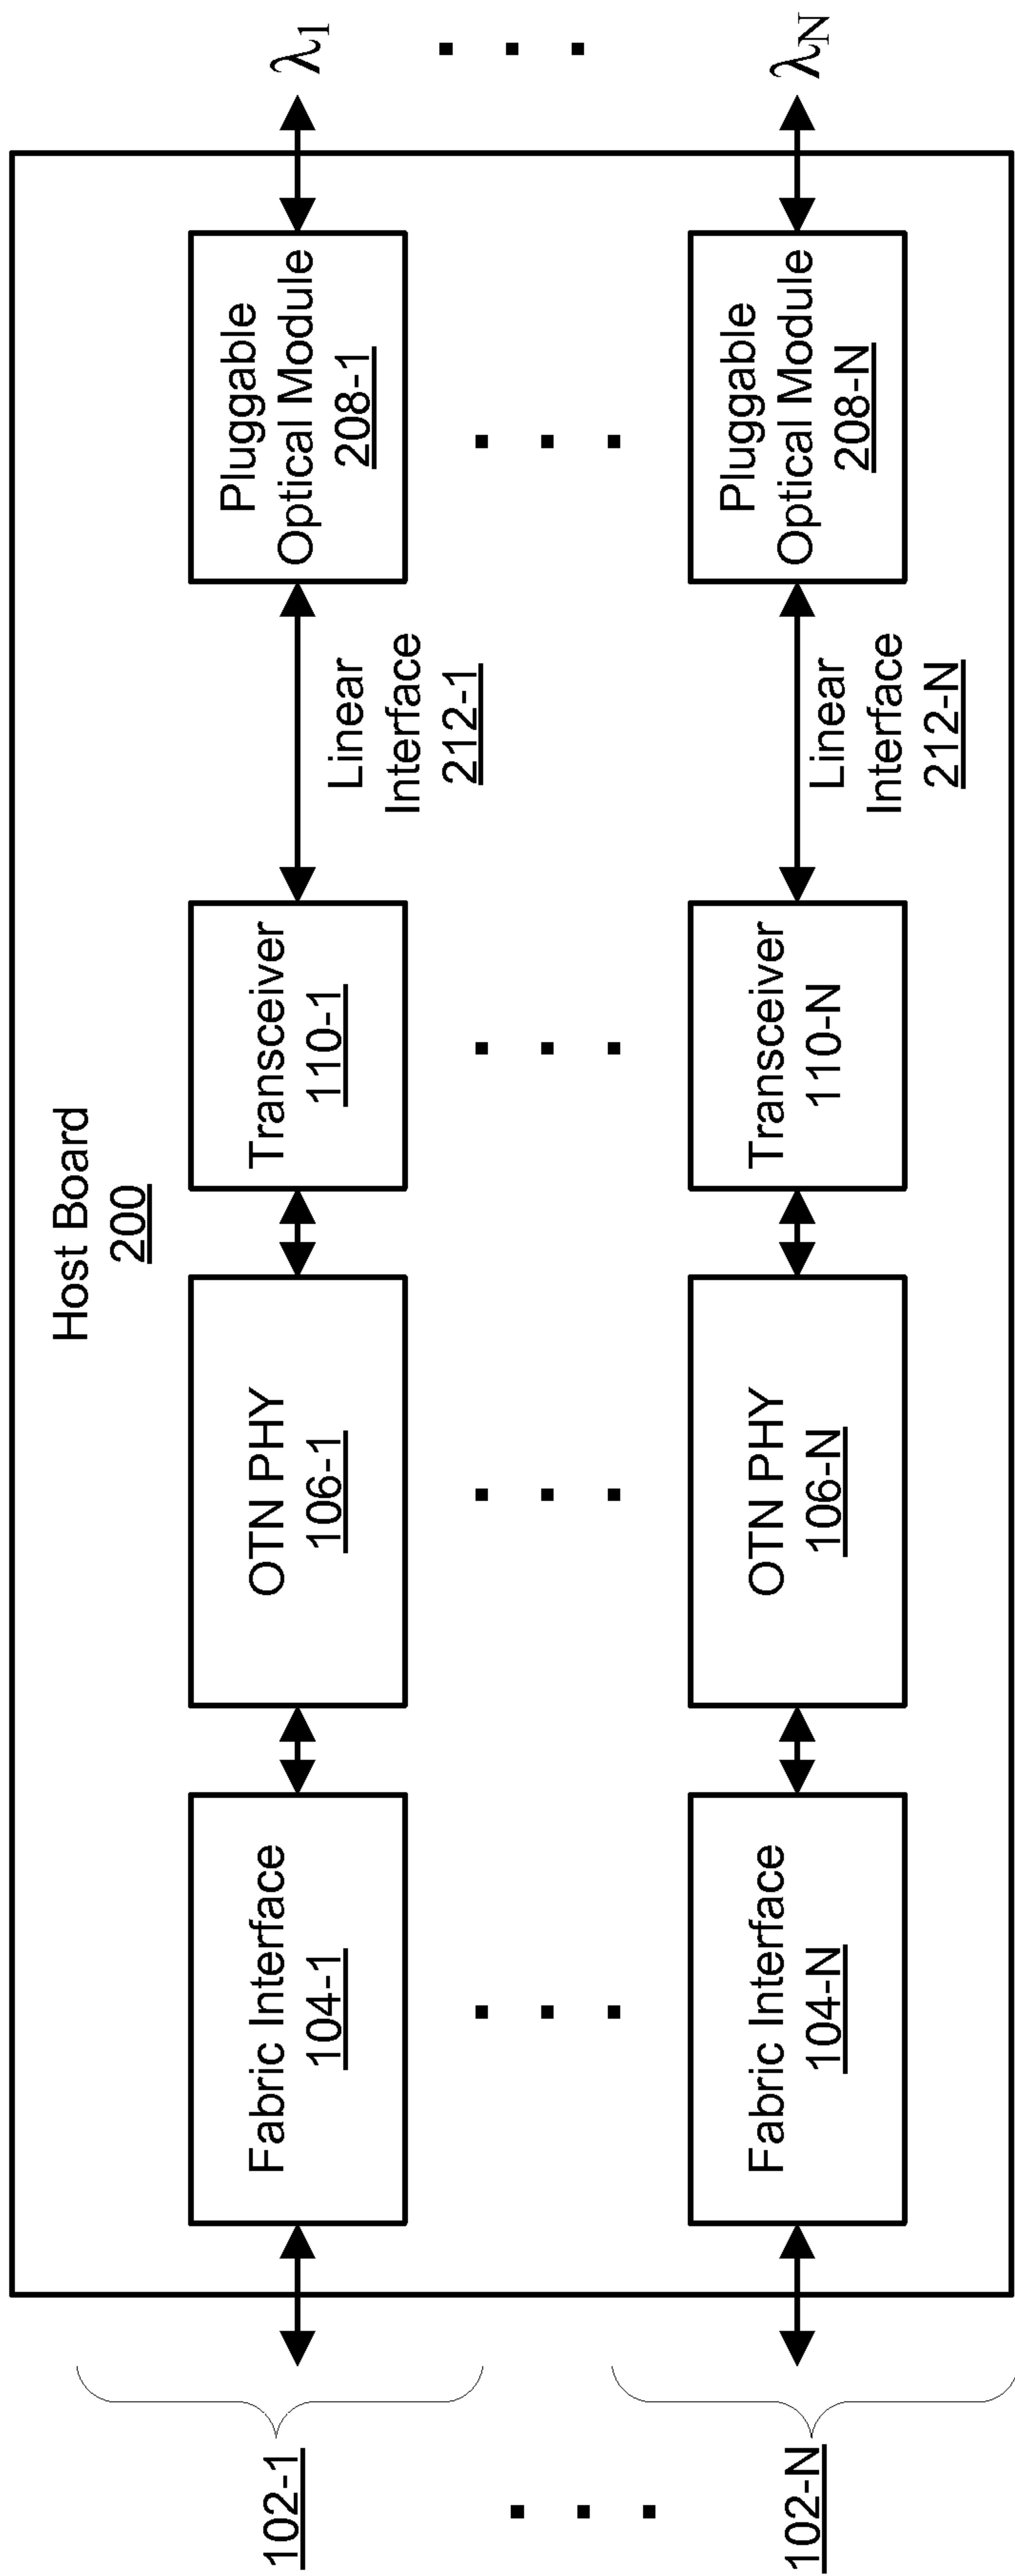 Host Board
200
102-1
Fabric Interface
104-1
OTN PHY
106-1
Transceiver
110-1
Linear
Interface
212-1
Pluggable
Optical Module
208-1
λ1
102-N
Fabric Interface
104-N
OTN PHY
106-N
Transceiver
110-N
Linear
Interface
212-N
Pluggable
Optical Module
208-N
λN